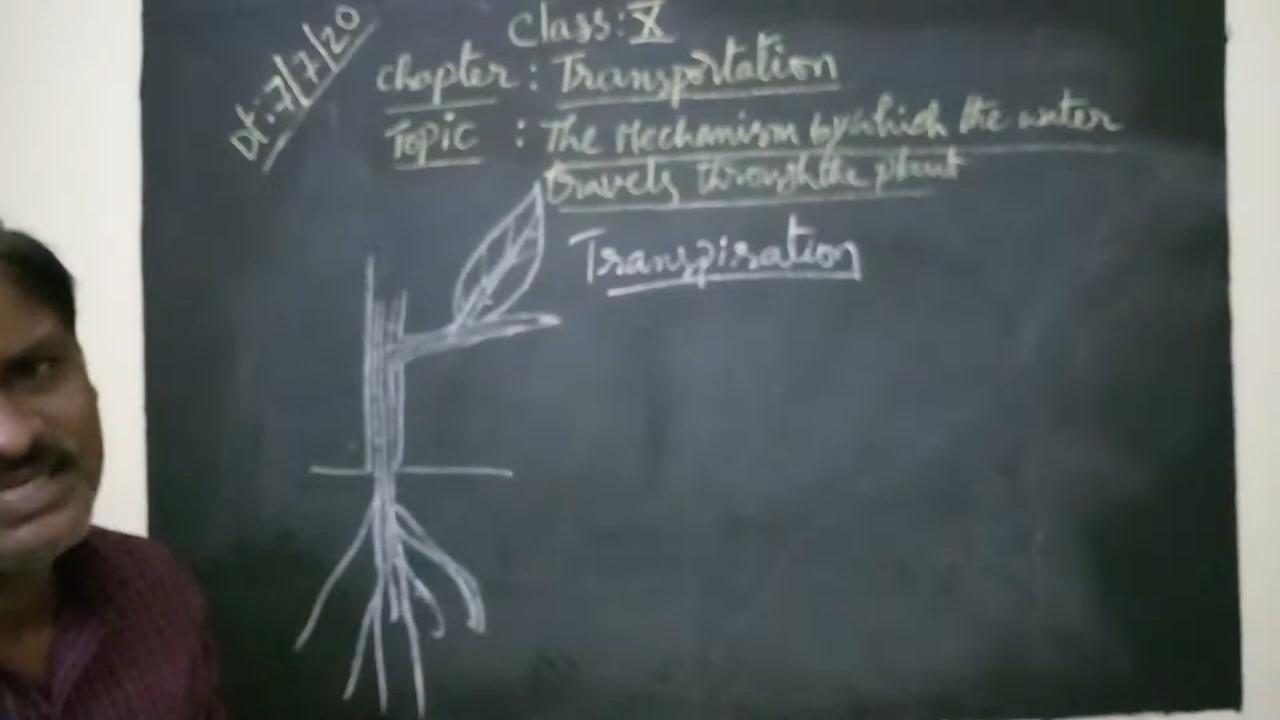 Dt:7/7/20
Class:X
chapter : Transportation
Topic : The Mechanism by which the water
travels through the plant
Transpiration